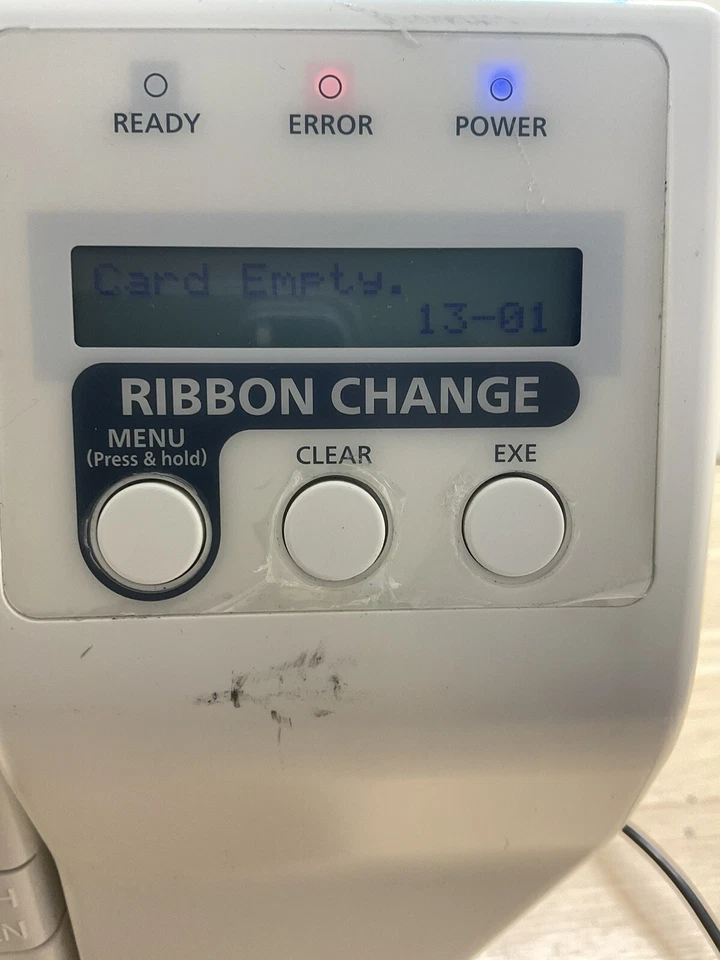 READY ERROR POWER
Card Empty.
13-01
RIBBON CHANGE
MENU
(Press & hold)
CLEAR
EXE